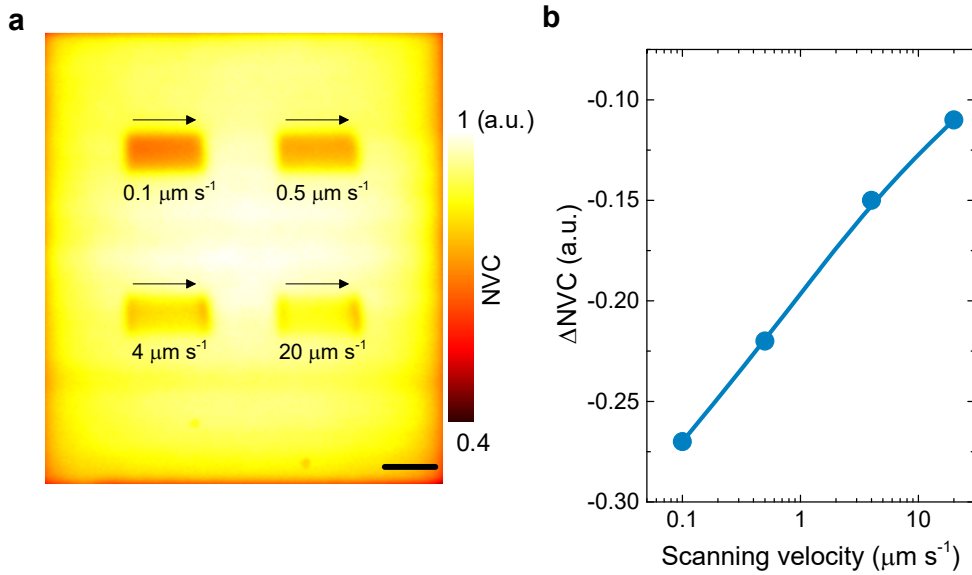 a
1 (a.u.)
0.1 μm s⁻¹
0.5 μm s⁻¹
NVC
4 μm s⁻¹
20 μm s⁻¹
0.4
b
-0.10
-0.15
-0.20
-0.25
-0.30
ΔNVC (a.u.)
0.1
1
10
Scanning velocity (μm s⁻¹)